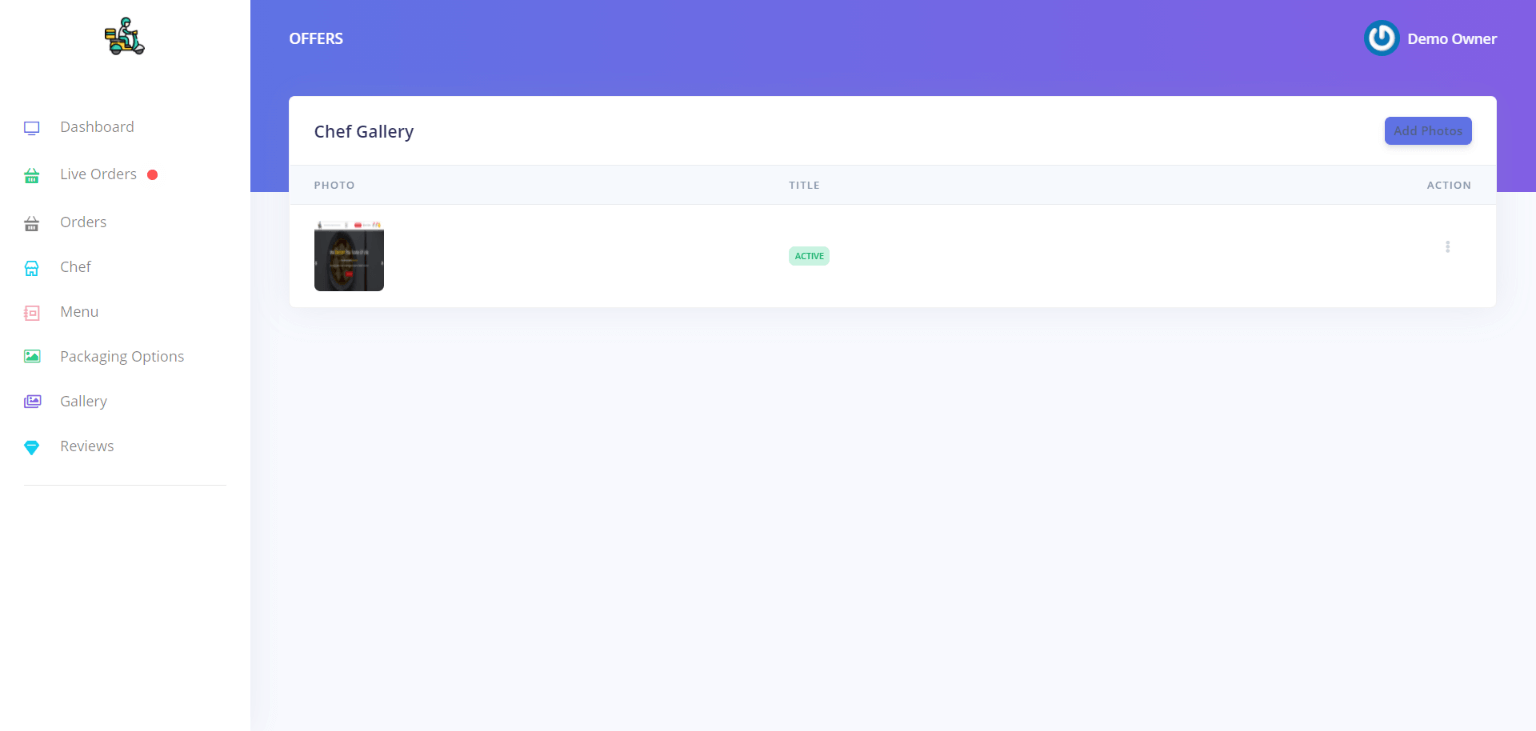 OFFERS
Demo Owner
Dashboard
Live Orders
Orders
Chef
Menu
Packaging Options
Gallery
Reviews
Chef Gallery
Add Photos
PHOTO
TITLE
ACTION
ACTIVE